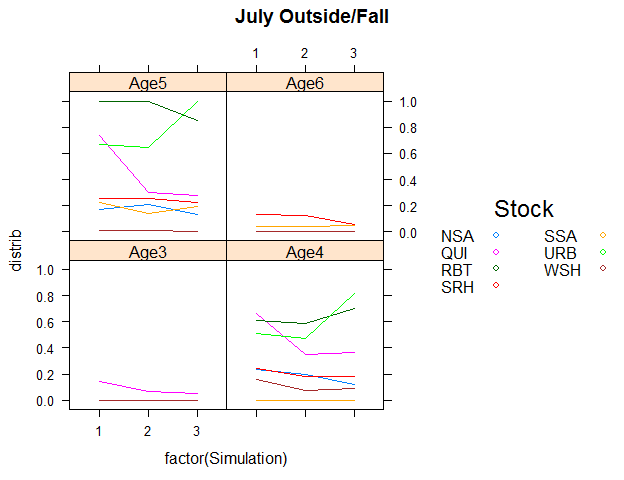 July Outside/Fall
1 2 3
Age5 Age6
1.0
0.8
0.6
0.4
0.2
0.0
Age3 Age4
1.0
0.8
0.6
0.4
0.2
0.0
distrib
1 2 3
factor(Simulation)
Stock
NSA SSA
QUI URB
RBT WSH
SRH